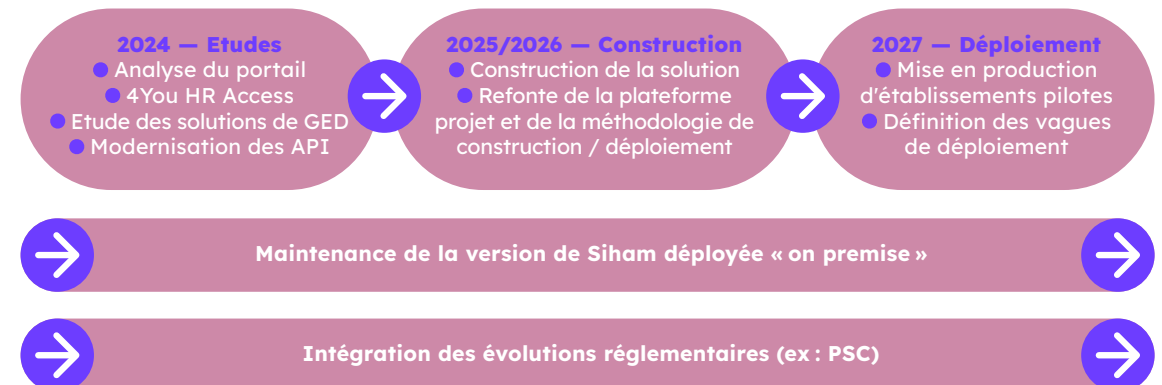 2024 — Etudes
● Analyse du portail
● 4You HR Access
● Etude des solutions de GED
● Modernisation des API
2025/2026 — Construction
● Construction de la solution
● Refonte de la plateforme
projet et de la méthodologie de
construction / déploiement
2027 — Déploiement
● Mise en production
d'établissements pilotes
● Définition des vagues
de déploiement
Maintenance de la version de Siham déployée « on premise »
Intégration des évolutions réglementaires (ex : PSC)